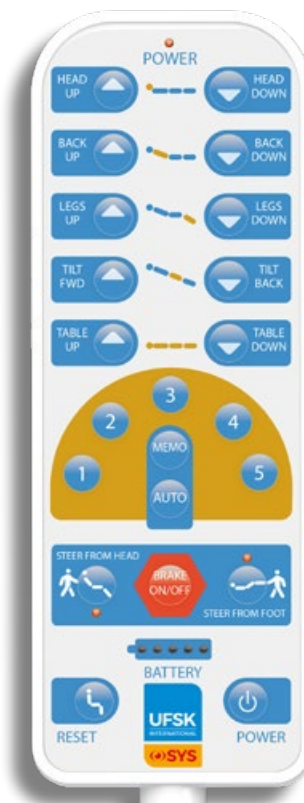 POWER
HEAD
UP
HEAD
DOWN
BACK
UP
BACK
DOWN
LEGS
UP
LEGS
DOWN
TILT
FWD
TILT
BACK
TABLE
UP
TABLE
DOWN
1
2
3
4
5
MEMO
AUTO
STEER FROM HEAD
BRAKE
ON/OFF
STEER FROM FOOT
BATTERY
RESET
UFSK
INTERNATIONAL
OSYS
POWER